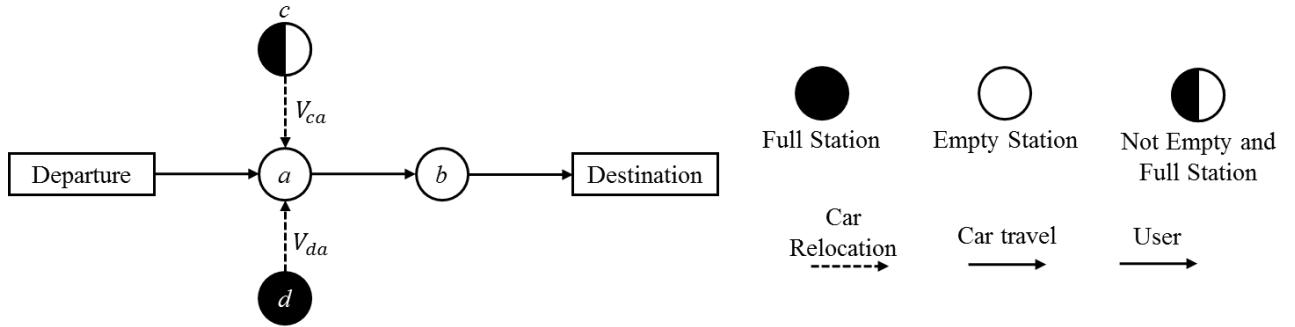 c
V_ca
Departure
a
b
Destination
V_da
d
Full Station
Empty Station
Not Empty and
Full Station
Car
Relocation
Car travel
User